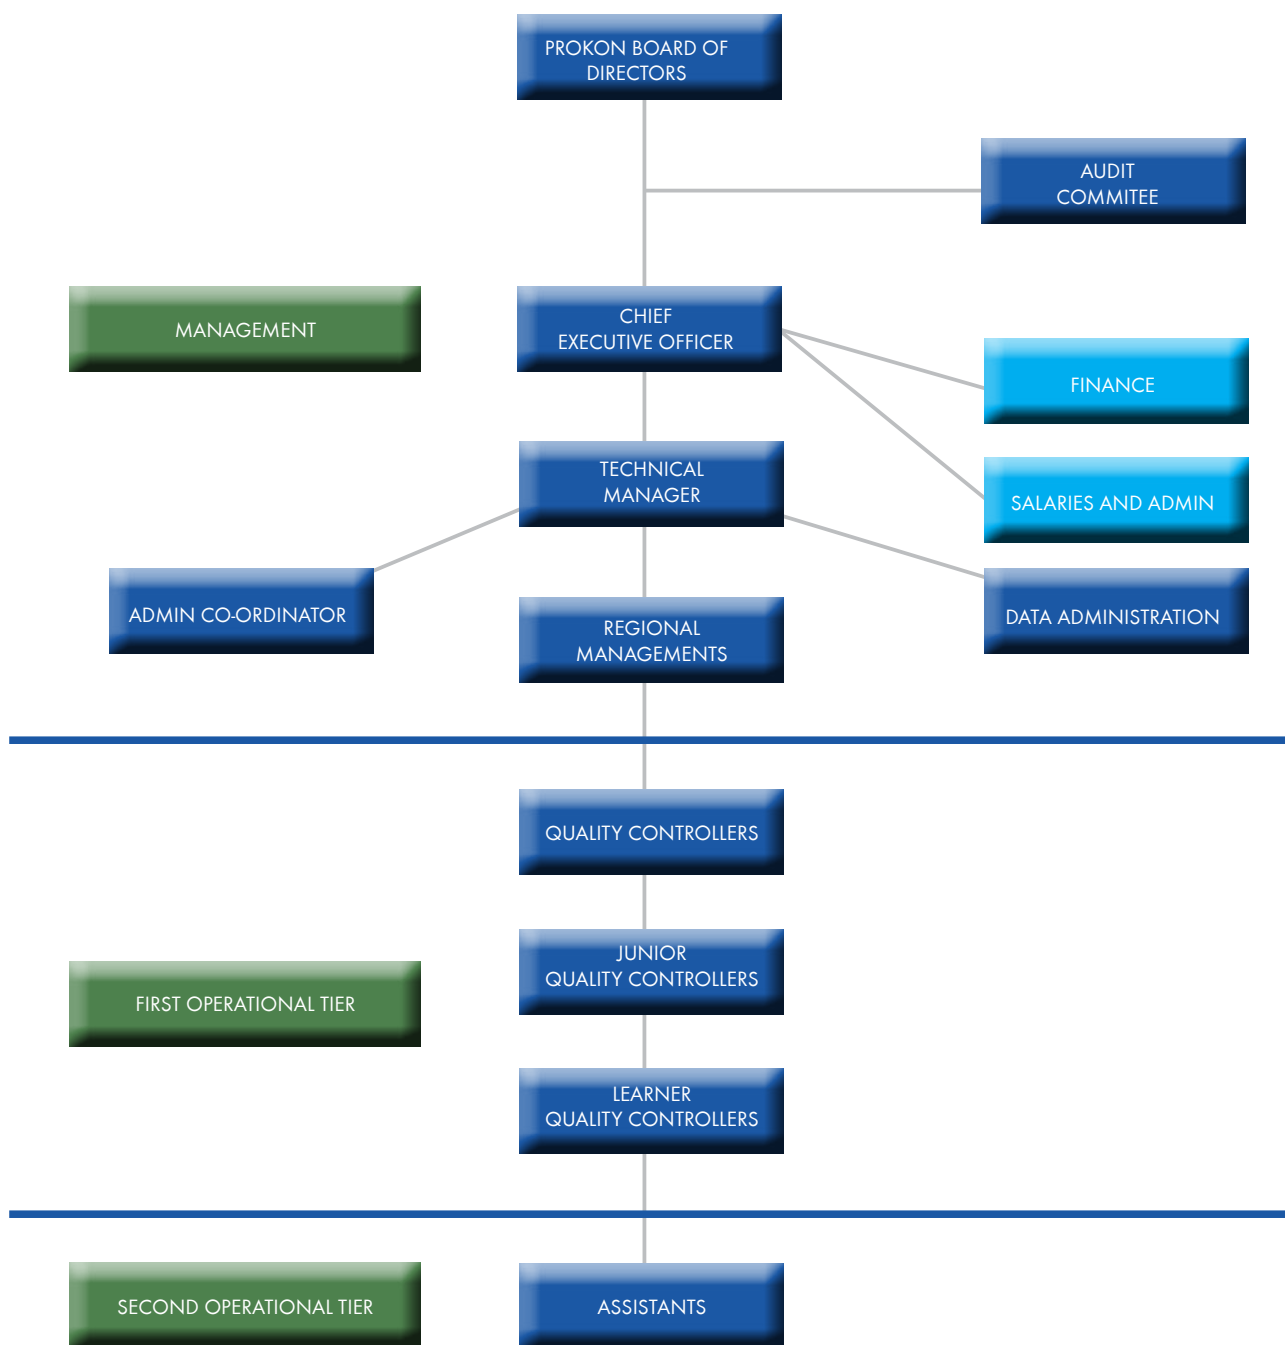 PROKON BOARD OF
DIRECTORS
AUDIT
COMMITEE
MANAGEMENT
CHIEF
EXECUTIVE OFFICER
FINANCE
TECHNICAL
MANAGER
SALARIES AND ADMIN
ADMIN CO-ORDINATOR
REGIONAL
MANAGEMENTS
DATA ADMINISTRATION
QUALITY CONTROLLERS
JUNIOR
QUALITY CONTROLLERS
FIRST OPERATIONAL TIER
LEARNER
QUALITY CONTROLLERS
SECOND OPERATIONAL TIER
ASSISTANTS